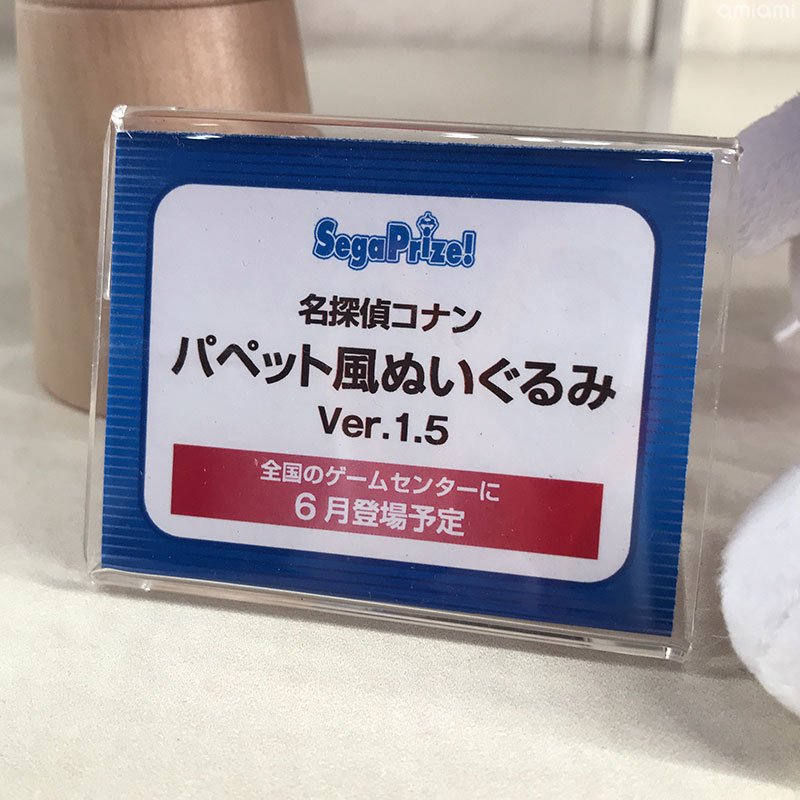 amiami
SegaPrize!
名探偵コナン
パペット風ぬいぐるみ
Ver.1.5
全国のゲームセンターに
6月登場予定